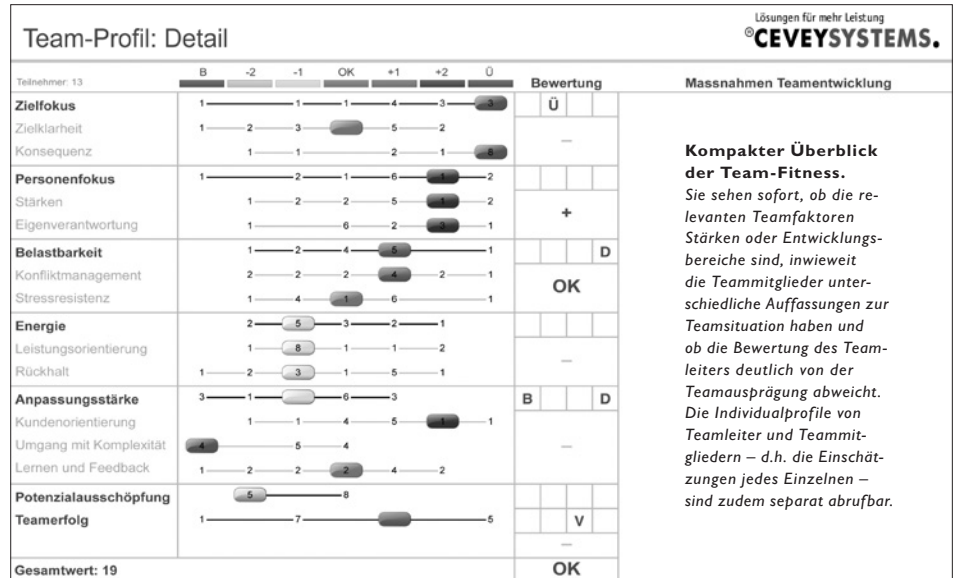 Lösungen für mehr Leistung
Team-Profil: Detail
®CEVEYSYSTEMS.
Teilnehmer: 13 B -2 -1 OK +1 +2 Ü Bewertung Massnahmen Teamentwicklung
Zielfokus 1 1 1 4 3 3 Ü
Zielklarheit 1 2 3 5 2
–
Konsequenz 1 1 2 1 8
Personenfokus 1 2 1 6 1 2
Stärken 1 2 2 5 1 2
+
Eigenverantwortung 1 6 2 3 1
Belastbarkeit 1 2 4 5 1 D
Konfliktmanagement 2 2 2 4 2 1
OK
Stressresistenz 1 4 1 6 1
Energie 2 5 3 2 1
Leistungsorientierung 1 8 1 1 2
–
Rückhalt 1 2 3 1 5 1
Anpassungsstärke 3 1 6 3 B D
Kundenorientierung 1 1 4 5 1 1
Umgang mit Komplexität 4 5 4
–
Lernen und Feedback 1 2 2 2 4 2
Potenzialausschöpfung 5 8
Teamerfolg 1 7 5 V
–
Gesamtwert: 19 OK
Kompakter Überblick
der Team-Fitness.
Sie sehen sofort, ob die re-
levanten Teamfaktoren
Stärken oder Entwicklungs-
bereiche sind, inwieweit
die Teammitglieder unter-
schiedliche Auffassungen zur
Teamsituation haben und
ob die Bewertung des Team-
leiters deutlich von der
Teamausprägung abweicht.
Die Individualprofile von
Teamleiter und Teammit-
gliedern – d.h. die Einschät-
zungen jedes Einzelnen –
sind zudem separat abrufbar.